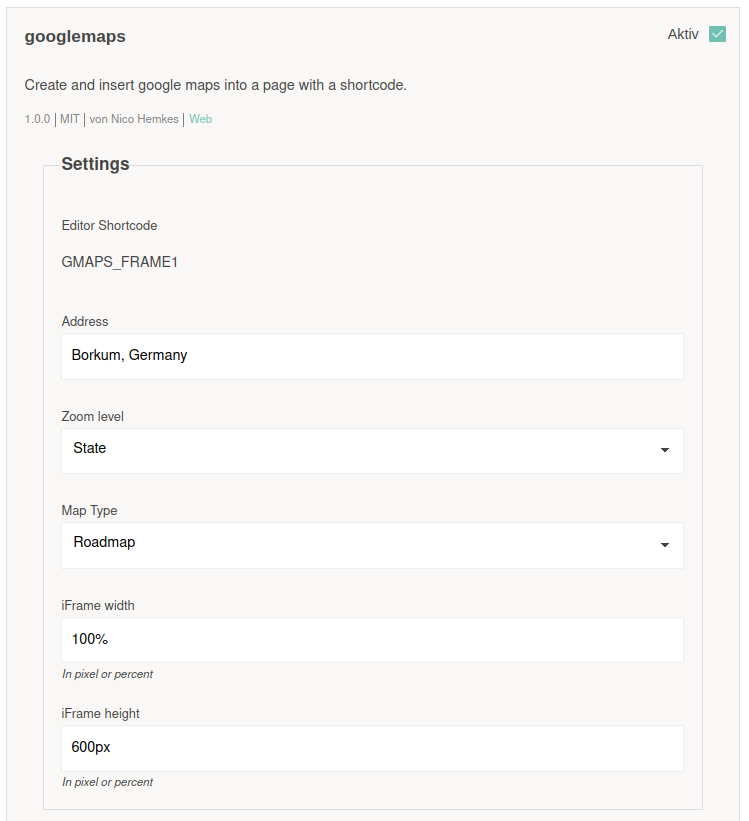 googlemaps
Aktiv
Create and insert google maps into a page with a shortcode.
1.0.0 | MIT | von Nico Hemkes | Web
Settings
Editor Shortcode
GMAPS_FRAME1
Address
Borkum, Germany
Zoom level
State
Map Type
Roadmap
iFrame width
100%
In pixel or percent
iFrame height
600px
In pixel or percent